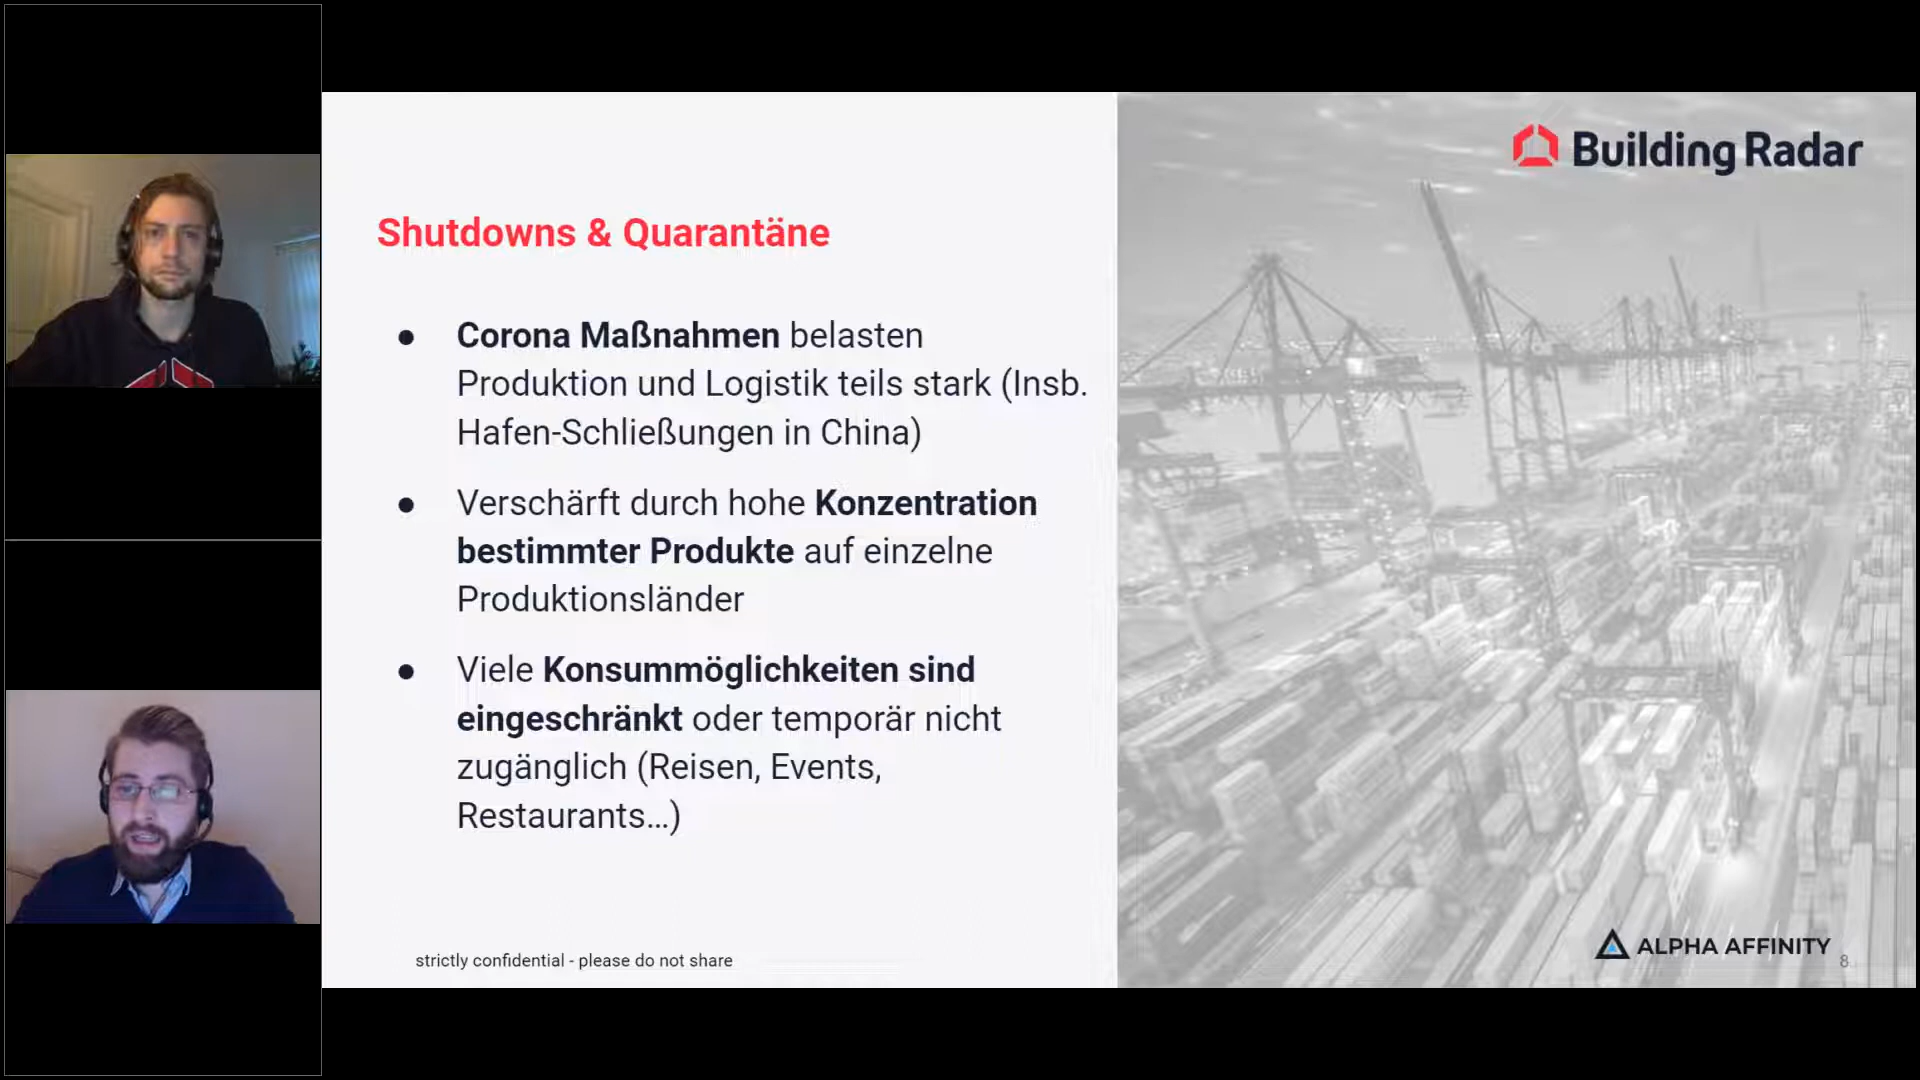 Building Radar
Shutdowns & Quarantäne
● Corona Maßnahmen belasten
Produktion und Logistik teils stark (Insb.
Hafen-Schließungen in China)
● Verschärft durch hohe Konzentration
bestimmter Produkte auf einzelne
Produktionsländer
● Viele Konsummöglichkeiten sind
eingeschränkt oder temporär nicht
zugänglich (Reisen, Events,
Restaurants...)
strictly confidential - please do not share
ALPHA AFFINITY
8